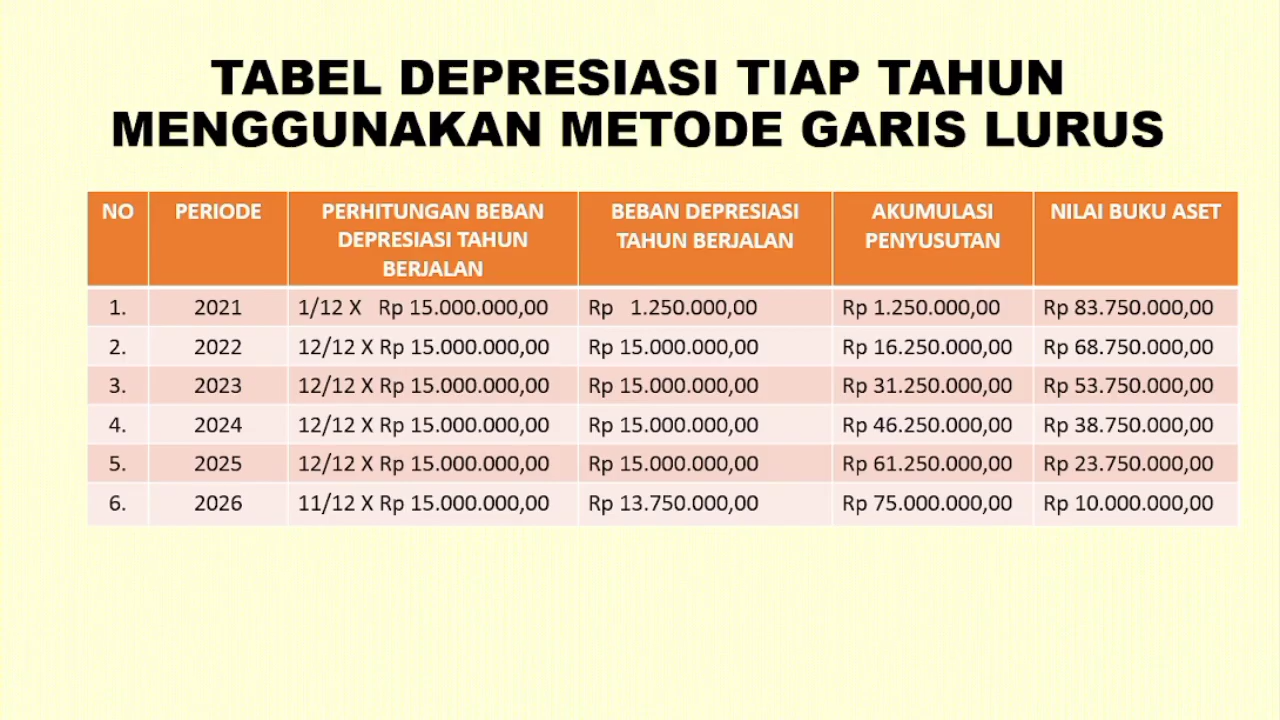 TABEL DEPRESIASI TIAP TAHUN
MENGGUNAKAN METODE GARIS LURUS
NO PERIODE PERHITUNGAN BEBAN DEPRESIASI TAHUN BERJALAN BEBAN DEPRESIASI TAHUN BERJALAN AKUMULASI PENYUSUTAN NILAI BUKU ASET
1. 2021 1/12 X Rp 15.000.000,00 Rp 1.250.000,00 Rp 1.250.000,00 Rp 83.750.000,00
2. 2022 12/12 X Rp 15.000.000,00 Rp 15.000.000,00 Rp 16.250.000,00 Rp 68.750.000,00
3. 2023 12/12 X Rp 15.000.000,00 Rp 15.000.000,00 Rp 31.250.000,00 Rp 53.750.000,00
4. 2024 12/12 X Rp 15.000.000,00 Rp 15.000.000,00 Rp 46.250.000,00 Rp 38.750.000,00
5. 2025 12/12 X Rp 15.000.000,00 Rp 15.000.000,00 Rp 61.250.000,00 Rp 23.750.000,00
6. 2026 11/12 X Rp 15.000.000,00 Rp 13.750.000,00 Rp 75.000.000,00 Rp 10.000.000,00